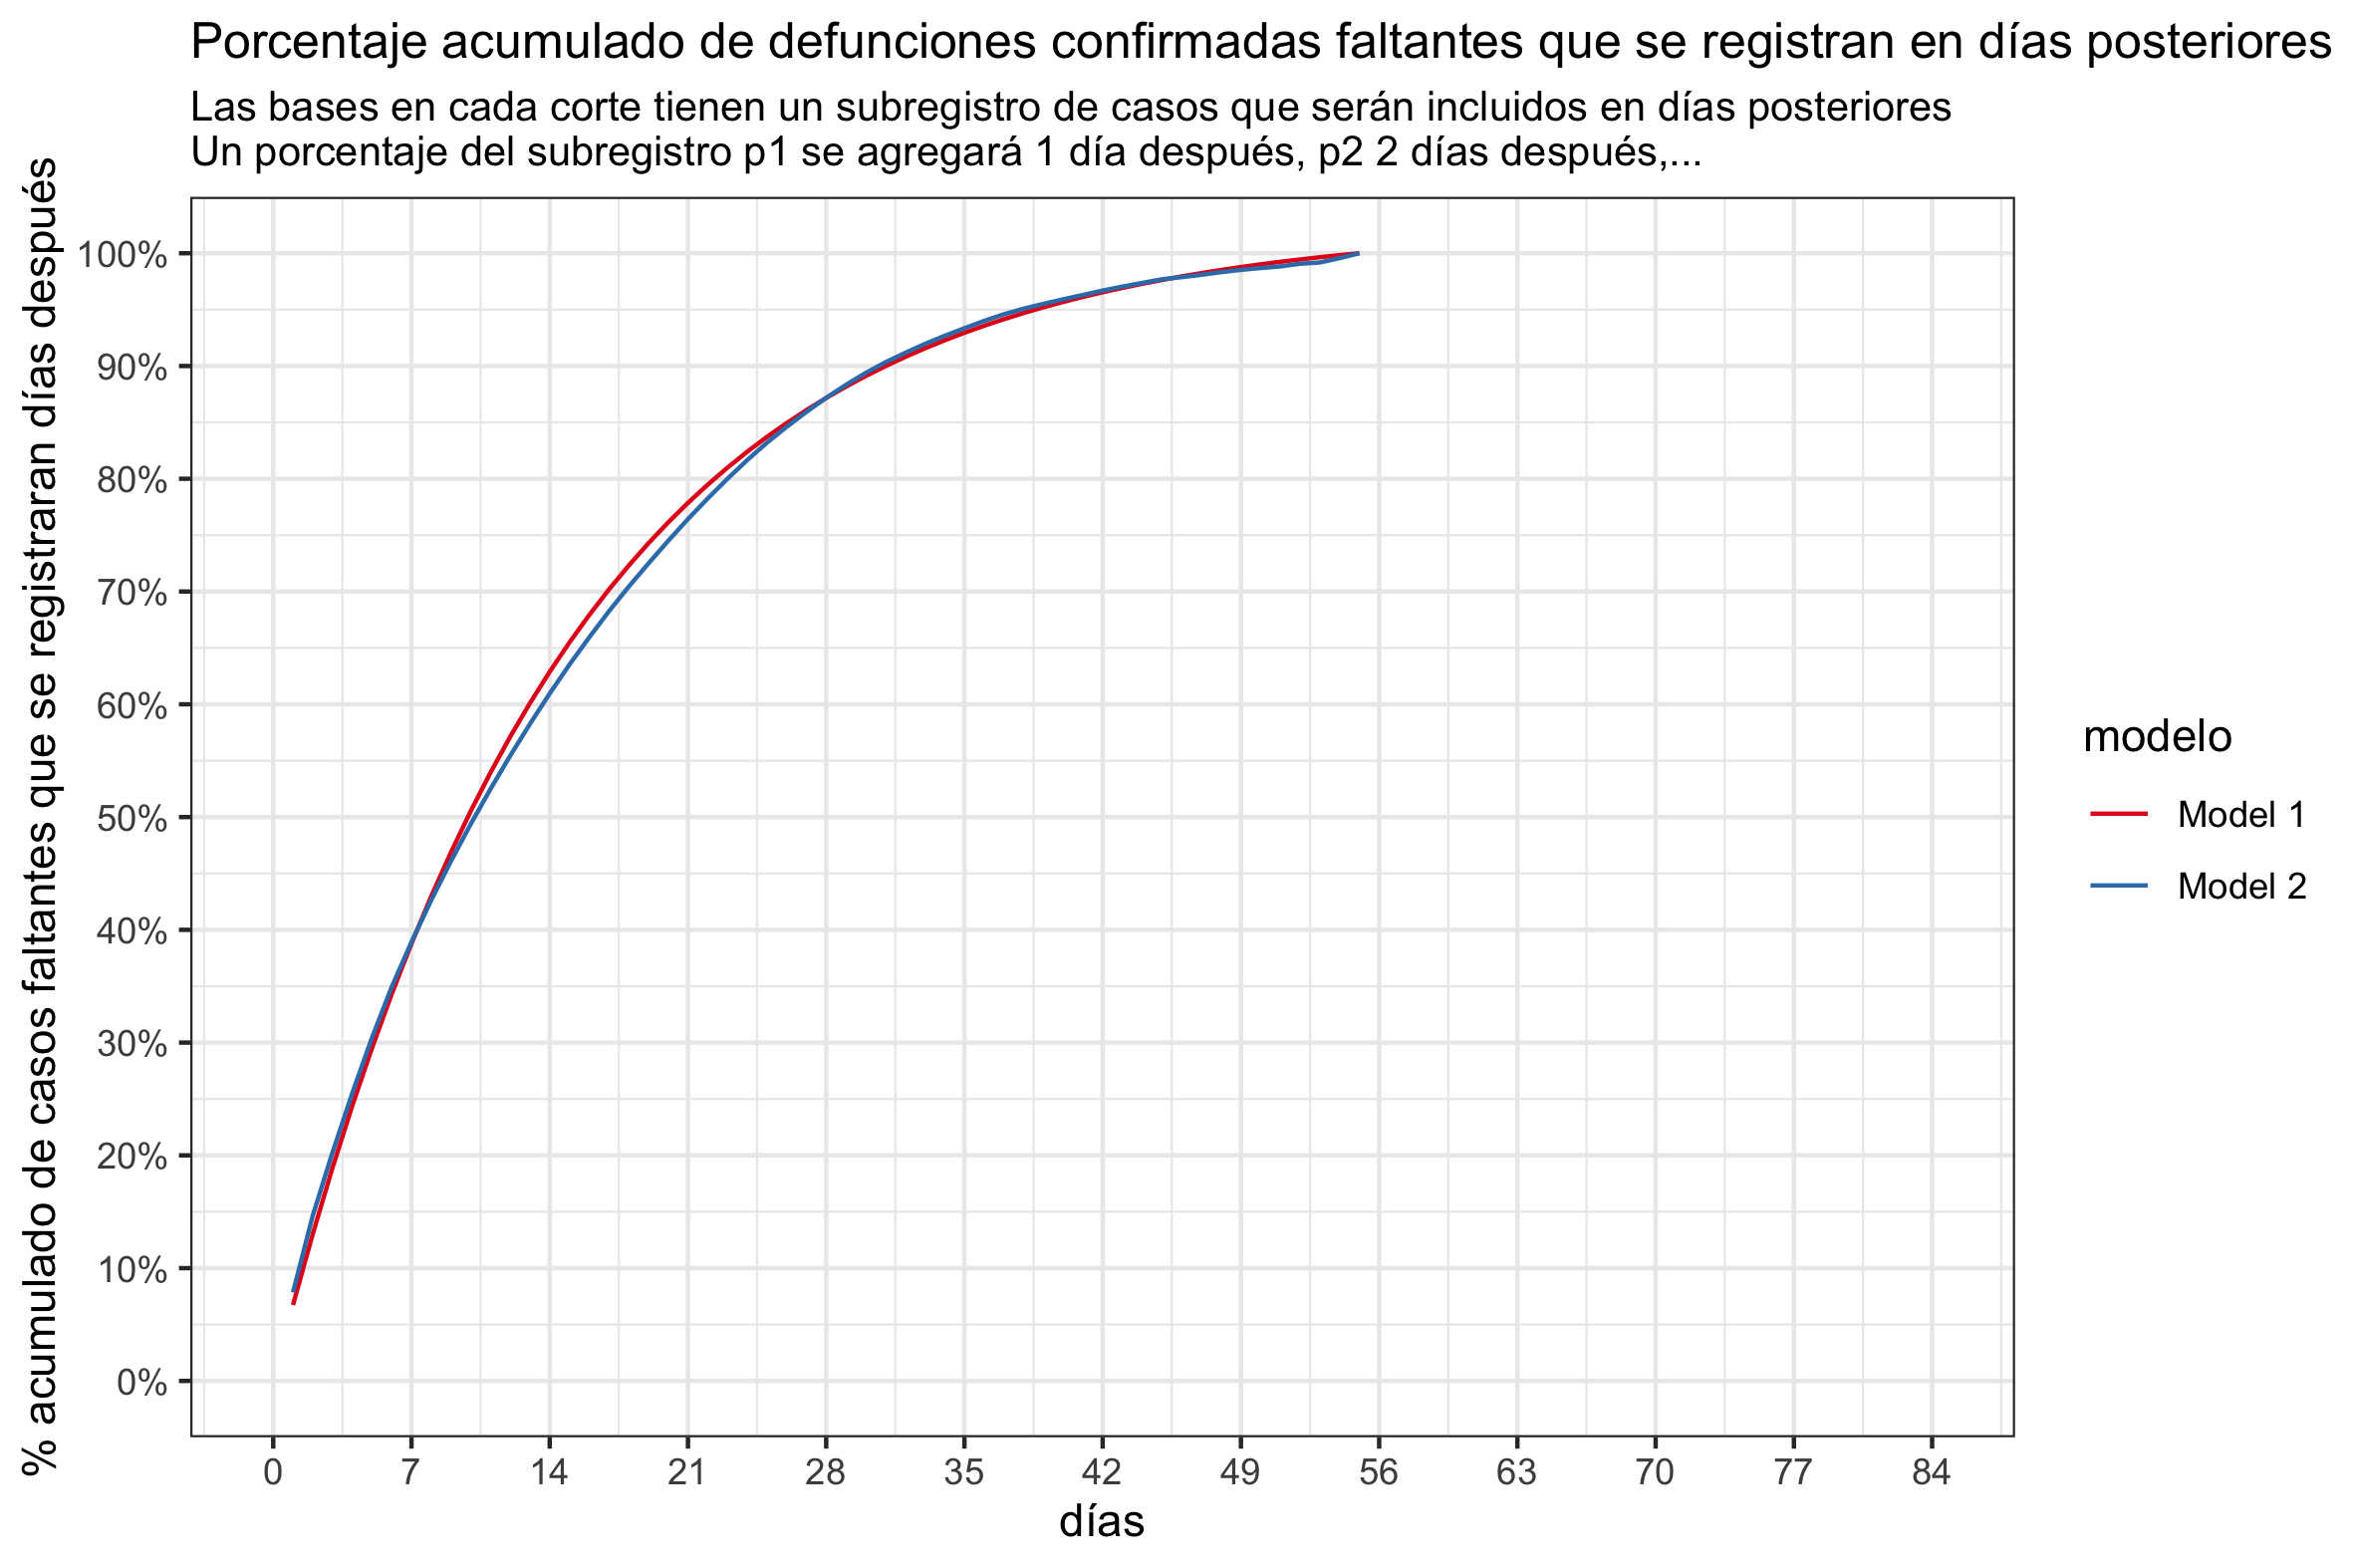 Porcentaje acumulado de defunciones confirmadas faltantes que se registran en días posteriores
Las bases en cada corte tienen un subregistro de casos que serán incluidos en días posteriores
Un porcentaje del subregistro p1 se agregará 1 día después, p2 2 días después,...
% acumulado de casos faltantes que se registraran días después
100%
90%
80%
70%
60%
50%
40%
30%
20%
10%
0%
0 7 14 21 28 35 42 49 56 63 70 77 84
días
modelo
Model 1
Model 2